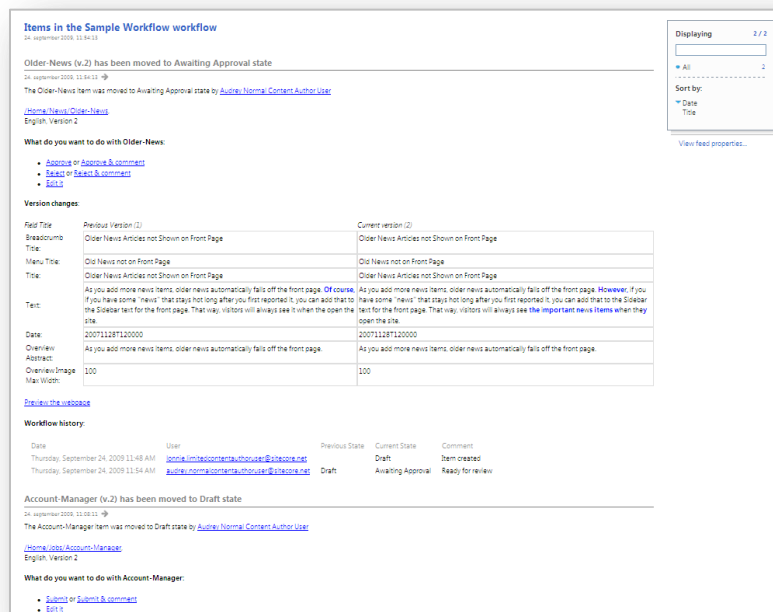 Items in the Sample Workflow workflow
24. september 2009, 11:54:13
Older-News (v.2) has been moved to Awaiting Approval state
24. september 2009, 11:54:13
The Older-News item was moved to Awaiting Approval state by Audrey Normal Content Author User
/Home/News/Older-News
English, Version 2
What do you want to do with Older-News:
Approve or Approve & comment
Reject or Reject & comment
Edit it
Version changes:
Field Title Previous Version (1) Current version (2)
Breadcrumb Title: Older News Articles not Shown on Front Page Older News Articles not Shown on Front Page
Menu Title: Old News not on Front Page Old News not on Front Page
Title: Older News Articles not Shown on Front Page Older News Articles not Shown on Front Page
Text:
As you add more news items, older news automatically falls off the front page. Of course,
if you have some "news" that stays hot long after you first reported it, you can add that to
the Sidebar text for the front page. That way, visitors will always see it when the open the
site.
As you add more news items, older news automatically falls off the front page. However, if you
have some "news" that stays hot long after you first reported it, you can add that to the Sidebar
text for the front page. That way, visitors will always see the important news items when they
open the site.
Date: 20071128T120000 20071128T120000
Overview Abstract: As you add more news items, older news automatically falls off the front page. As you add more news items, older news automatically falls off the front page.
Overview Image Max Width: 100 100
Preview the webpage
Workflow history:
Date User Previous State Current State Comment
Thursday, September 24, 2009 11:48 AM lonnie.limitedcontentauthoruser@sitecore.net Draft Item created
Thursday, September 24, 2009 11:54 AM audrey.normalcontentauthoruser@sitecore.net Draft Awaiting Approval Ready for review
Account-Manager (v.2) has been moved to Draft state
24. september 2009, 11:03:11
The Account-Manager item was moved to Draft state by Audrey Normal Content Author User
/Home/Jobs/Account-Manager
English, Version 2
What do you want to do with Account-Manager:
Submit or Submit & comment
Edit it
Displaying 2 / 2
All 2
Sort by:
Date
Title
View feed properties...